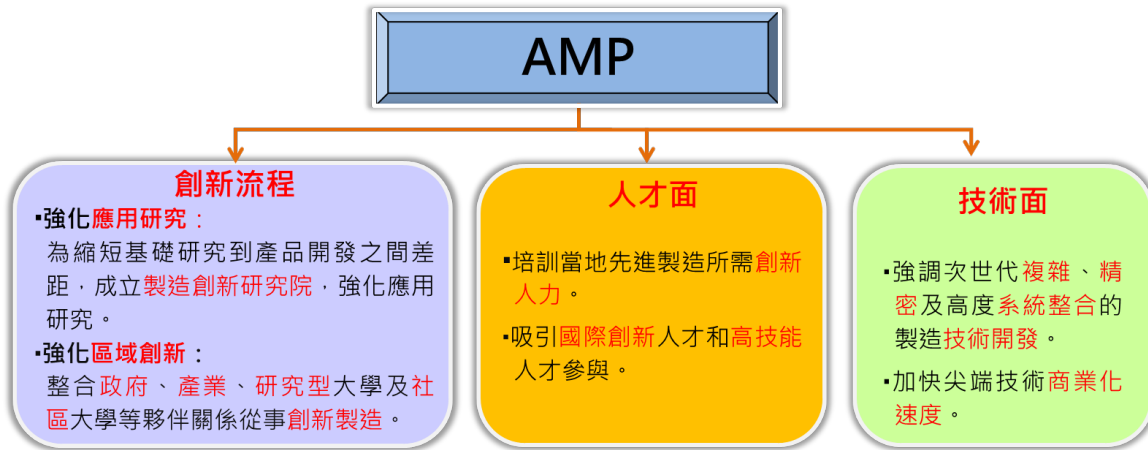 AMP
創新流程
▪強化應用研究：
為縮短基礎研究到產品開發之間差
距，成立製造創新研究院，強化應用
研究。
▪強化區域創新：
整合政府、產業、研究型大學及社
區大學等夥伴關係從事創新製造。
人才面
▪培訓當地先進製造所需創新
人力。
▪吸引國際創新人才和高技能
人才參與。
技術面
▪強調次世代複雜、精
密及高度系統整合的
製造技術開發。
▪加快尖端技術商業化
速度。